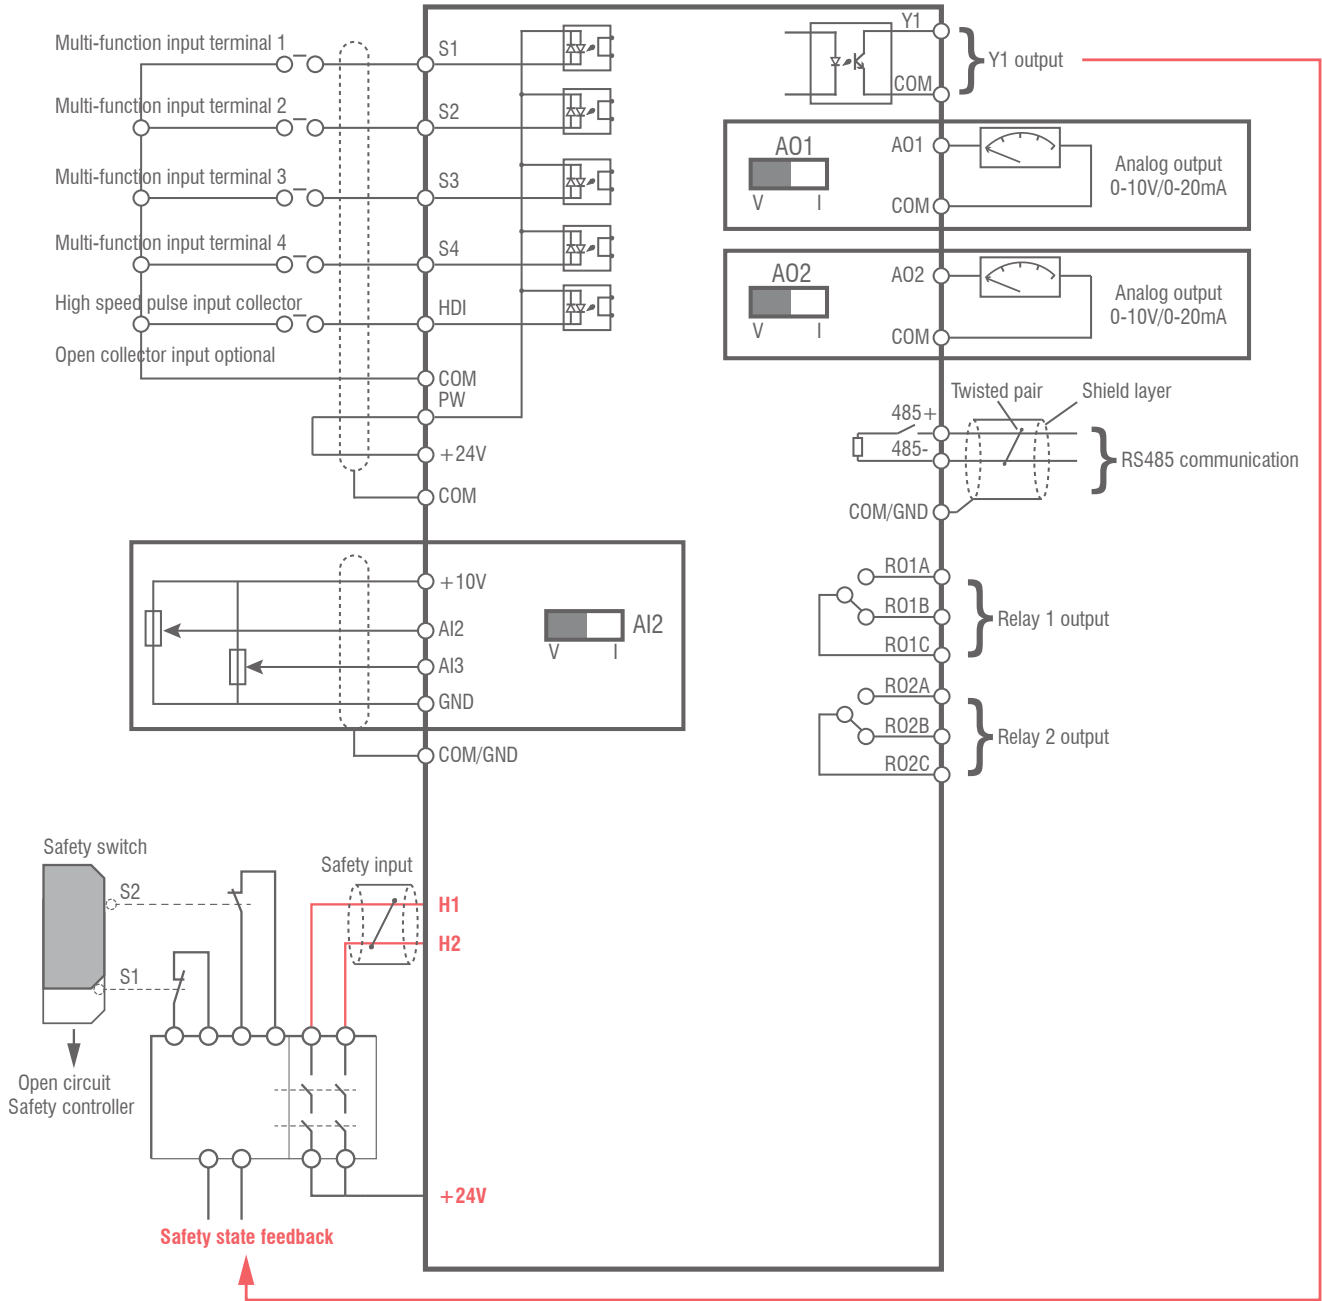 Multi-function input terminal 1
S1
Multi-function input terminal 2
S2
Multi-function input terminal 3
S3
Multi-function input terminal 4
S4
High speed pulse input collector
HDI
Open collector input optional
COM
PW
+24V
COM
+10V
AI2
AI3
GND
AI2
V I
COM/GND
Y1
COM
Y1 output
AO1
V I
AO1
COM
Analog output
0-10V/0-20mA
AO2
V I
AO2
COM
Analog output
0-10V/0-20mA
Twisted pair
Shield layer
485+
485-
RS485 communication
COM/GND
RO1A
RO1B
RO1C
Relay 1 output
RO2A
RO2B
RO2C
Relay 2 output
Safety switch
S2
S1
Safety input
H1
H2
Open circuit
Safety controller
+24V
Safety state feedback